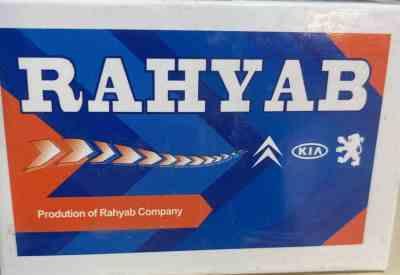 RAHYAB
KIA
Prodution of Rahyab Company